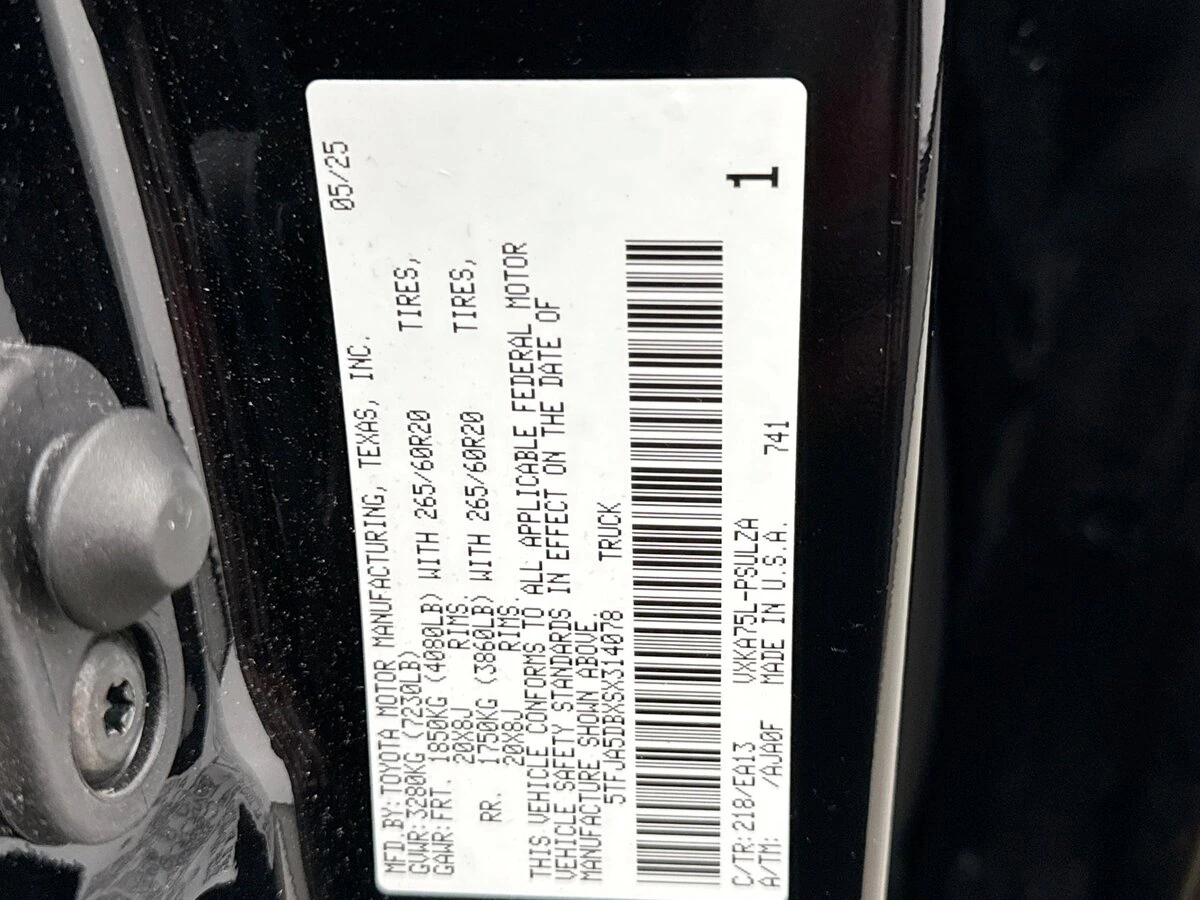 05/25
MFD.BY:TOYOTA MOTOR MANUFACTURING, TEXAS, INC.
GVWR:3280KG (7230LB)
GAWR:FRT. 1850KG (4080LB) WITH 265/60R20 TIRES,
20X8J RIMS.
RR. 1750KG (3860LB) WITH 265/60R20 TIRES,
20X8J RIMS.
THIS VEHICLE CONFORMS TO ALL APPLICABLE FEDERAL MOTOR
VEHICLE SAFETY STANDARDS IN EFFECT ON THE DATE OF
MANUFACTURE SHOWN ABOVE.
5TFJA5DBXSX314078 TRUCK
1
C/TR:218/EA13 VXKA75L-PSULZA
A/TM: /AJA0F MADE IN U.S.A. 741